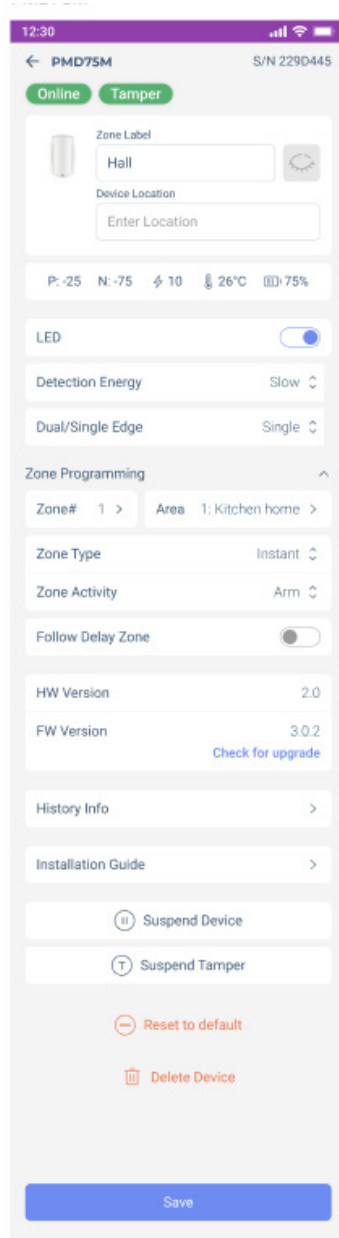 12:30
PMD75M S/N 229D445
Online Tamper
Zone Label
Hall
Device Location
Enter Location
P: -25 N: -75 10 26°C 75%
LED
Detection Energy Slow
Dual/Single Edge Single
Zone Programming
Zone# 1 > Area 1: Kitchen home >
Zone Type Instant
Zone Activity Arm
Follow Delay Zone
HW Version 2.0
FW Version 3.0.2
Check for upgrade
History Info >
Installation Guide >
Suspend Device
T Suspend Tamper
Reset to default
Delete Device
Save